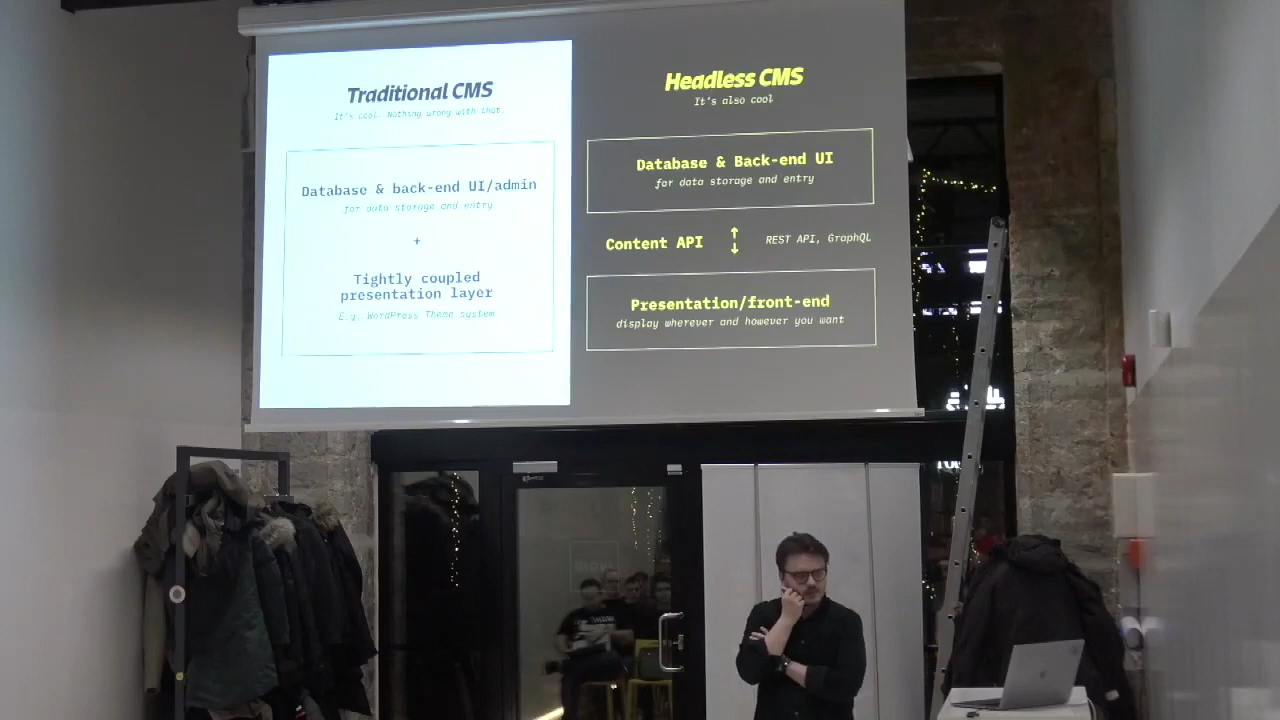 Traditional CMS
It's cool. Nothing wrong with that.
Database & back-end UI/admin
for data storage and entry
+
Tightly coupled
presentation layer
E.g. WordPress Theme system
Headless CMS
It's also cool
Database & Back-end UI
for data storage and entry
Content API
REST API, GraphQL
Presentation/front-end
display wherever and however you want